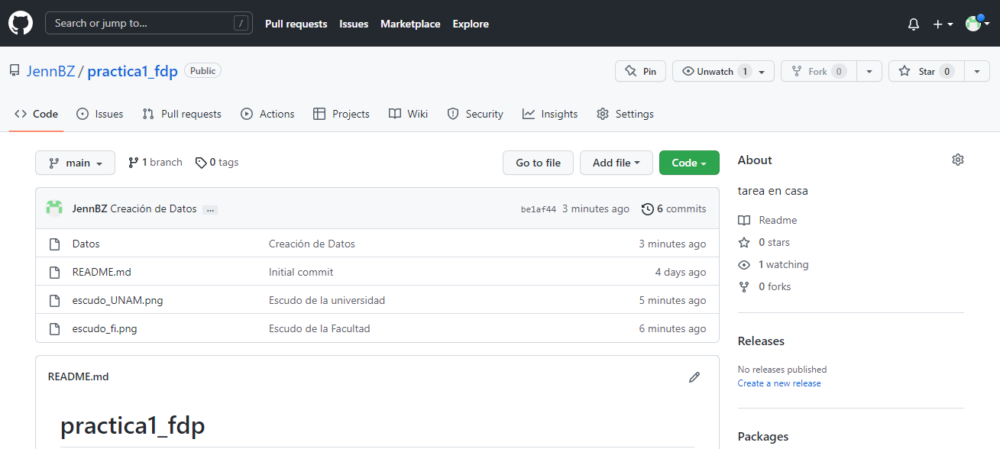 Search or jump to... / Pull requests Issues Marketplace Explore
JennBZ / practica1_fdp Public Pin Unwatch 1 Fork 0 Star 0
Code Issues Pull requests Actions Projects Wiki Security Insights Settings
main 1 branch 0 tags Go to file Add file Code
JennBZ Creación de Datos ... be1af44 3 minutes ago 6 commits
Datos Creación de Datos 3 minutes ago
README.md Initial commit 4 days ago
escudo_UNAM.png Escudo de la universidad 5 minutes ago
escudo_fi.png Escudo de la Facultad 6 minutes ago
README.md
practica1_fdp
About
tarea en casa
Readme
0 stars
1 watching
0 forks
Releases
No releases published
Create a new release
Packages